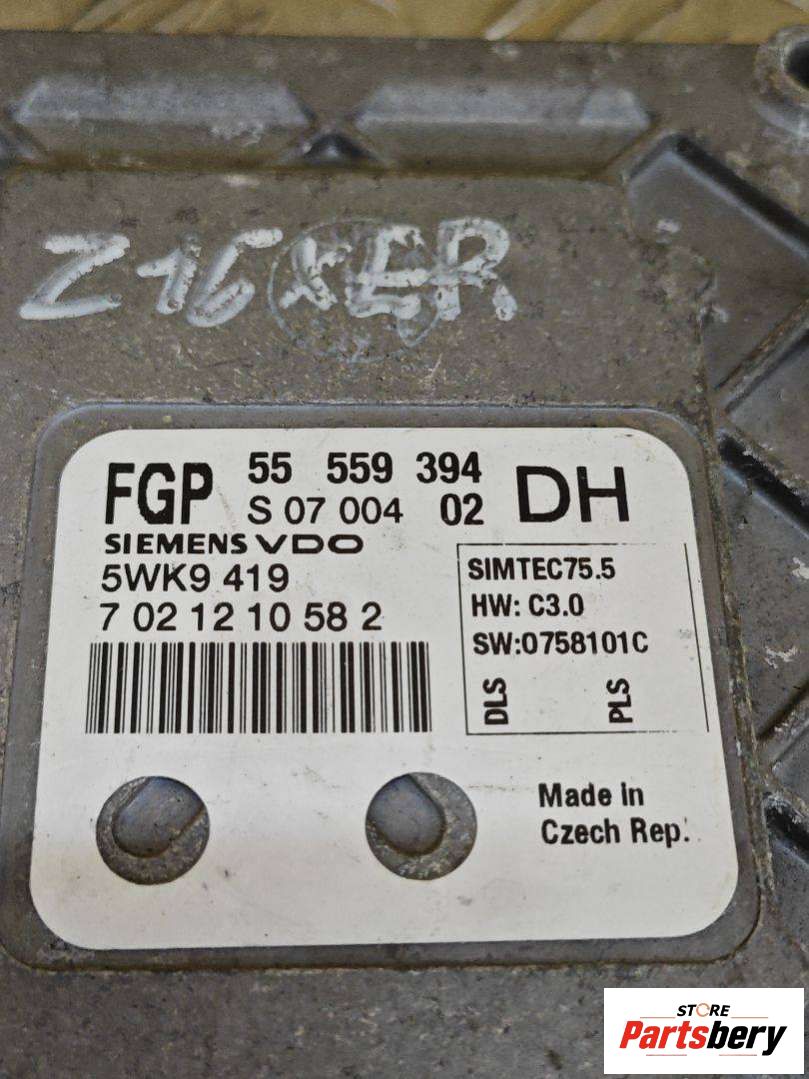 Z16XER
FGP 55 559 394 DH
S 07 004 02
SIEMENS VDO
5WK9 419
7 02 12 10 58 2
SIMTEC75.5
HW: C3.0
SW:0758101C
DLS PLS
Made in
Czech Rep.
STORE
Partsbery